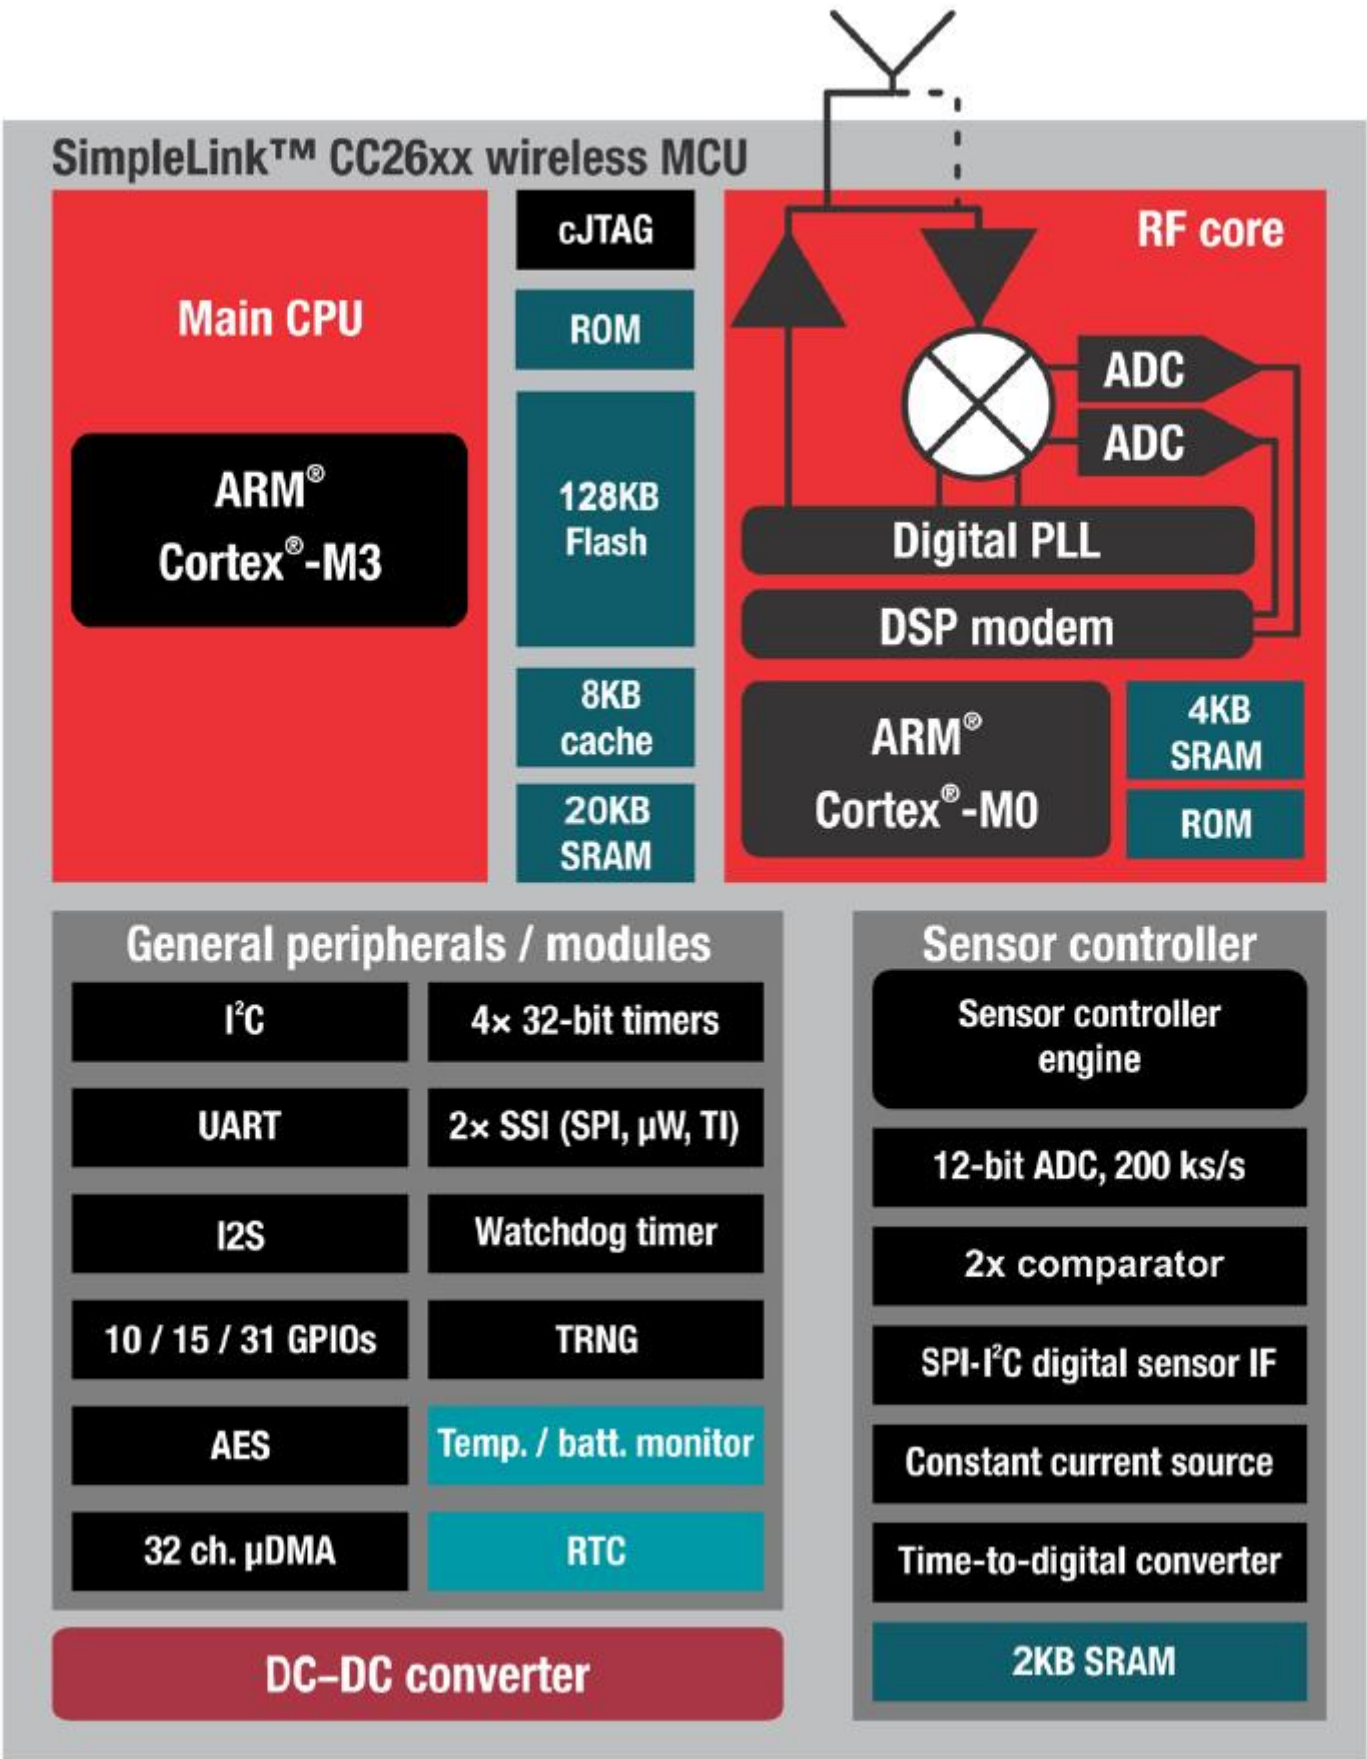 SimpleLink™ CC26xx wireless MCU
Main CPU
ARM®
Cortex®-M3
cJTAG
ROM
128KB
Flash
8KB
cache
20KB
SRAM
RF core
ADC
ADC
Digital PLL
DSP modem
ARM®
Cortex®-M0
4KB
SRAM
ROM
General peripherals / modules
I²C
4× 32-bit timers
UART
2× SSI (SPI, µW, TI)
I2S
Watchdog timer
10 / 15 / 31 GPIOs
TRNG
AES
Temp. / batt. monitor
32 ch. µDMA
RTC
DC–DC converter
Sensor controller
Sensor controller
engine
12-bit ADC, 200 ks/s
2x comparator
SPI-I²C digital sensor IF
Constant current source
Time-to-digital converter
2KB SRAM